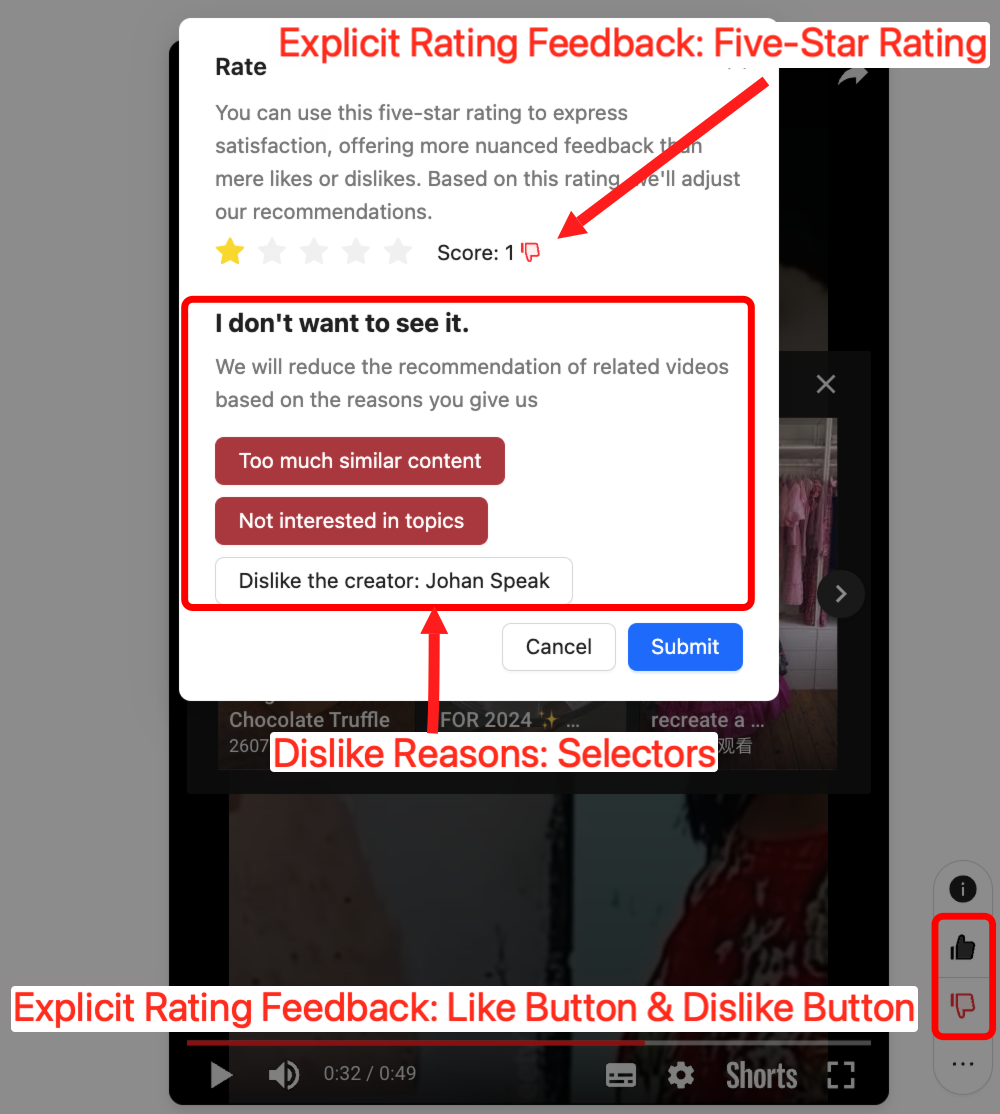 Explicit Rating Feedback: Five-Star Rating
Rate
You can use this five-star rating to express
satisfaction, offering more nuanced feedback than
mere likes or dislikes. Based on this rating, we'll adjust
our recommendations.
Score: 1
I don't want to see it.
We will reduce the recommendation of related videos
based on the reasons you give us
Too much similar content
Not interested in topics
Dislike the creator: Johan Speak
Cancel
Submit
Chocolate Truffle
FOR 2024 ✨ ...
recreate a ...
2607
观看
Dislike Reasons: Selectors
Explicit Rating Feedback: Like Button & Dislike Button
0:32 / 0:49
Shorts